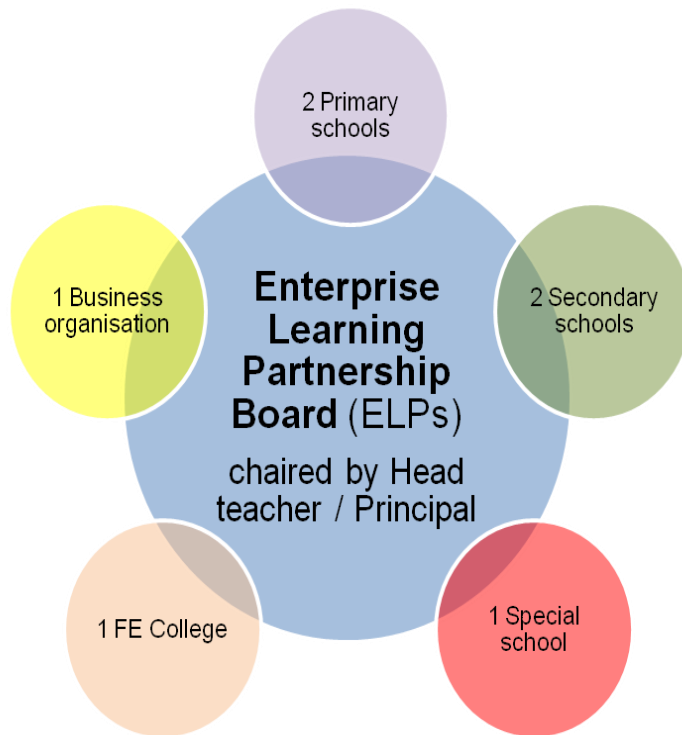 2 Primary
schools
1 Business
organisation
Enterprise
Learning
Partnership
Board (ELPs)
chaired by Head
teacher / Principal
2 Secondary
schools
1 FE College
1 Special
school